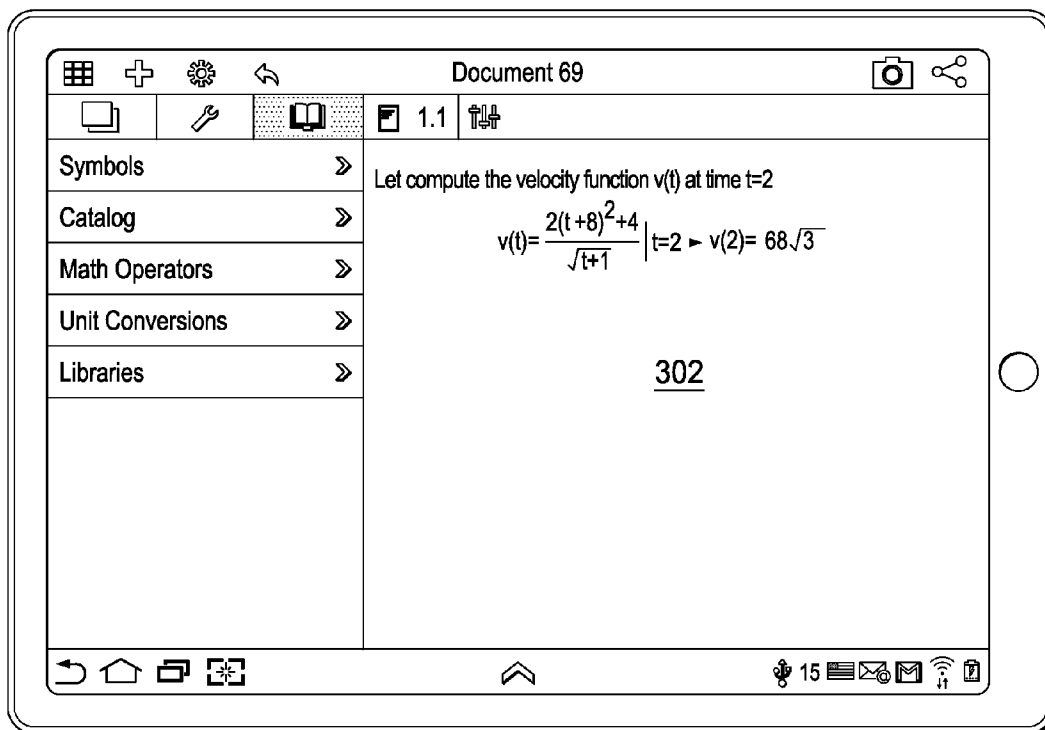 Document 69
1.1
Symbols
Catalog
Math Operators
Unit Conversions
Libraries
Let compute the velocity function v(t) at time t=2
v(t)= 2(t+8)²+4 / √t+1 | t=2 ► v(2)= 68√3
302
15